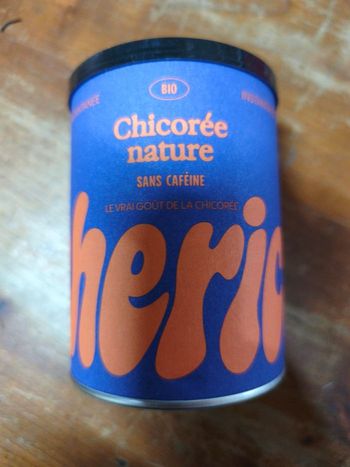 BIO
Chicorée
nature
SANS CAFÉINE
LE VRAI GOÛT DE LA CHICORÉE
heric